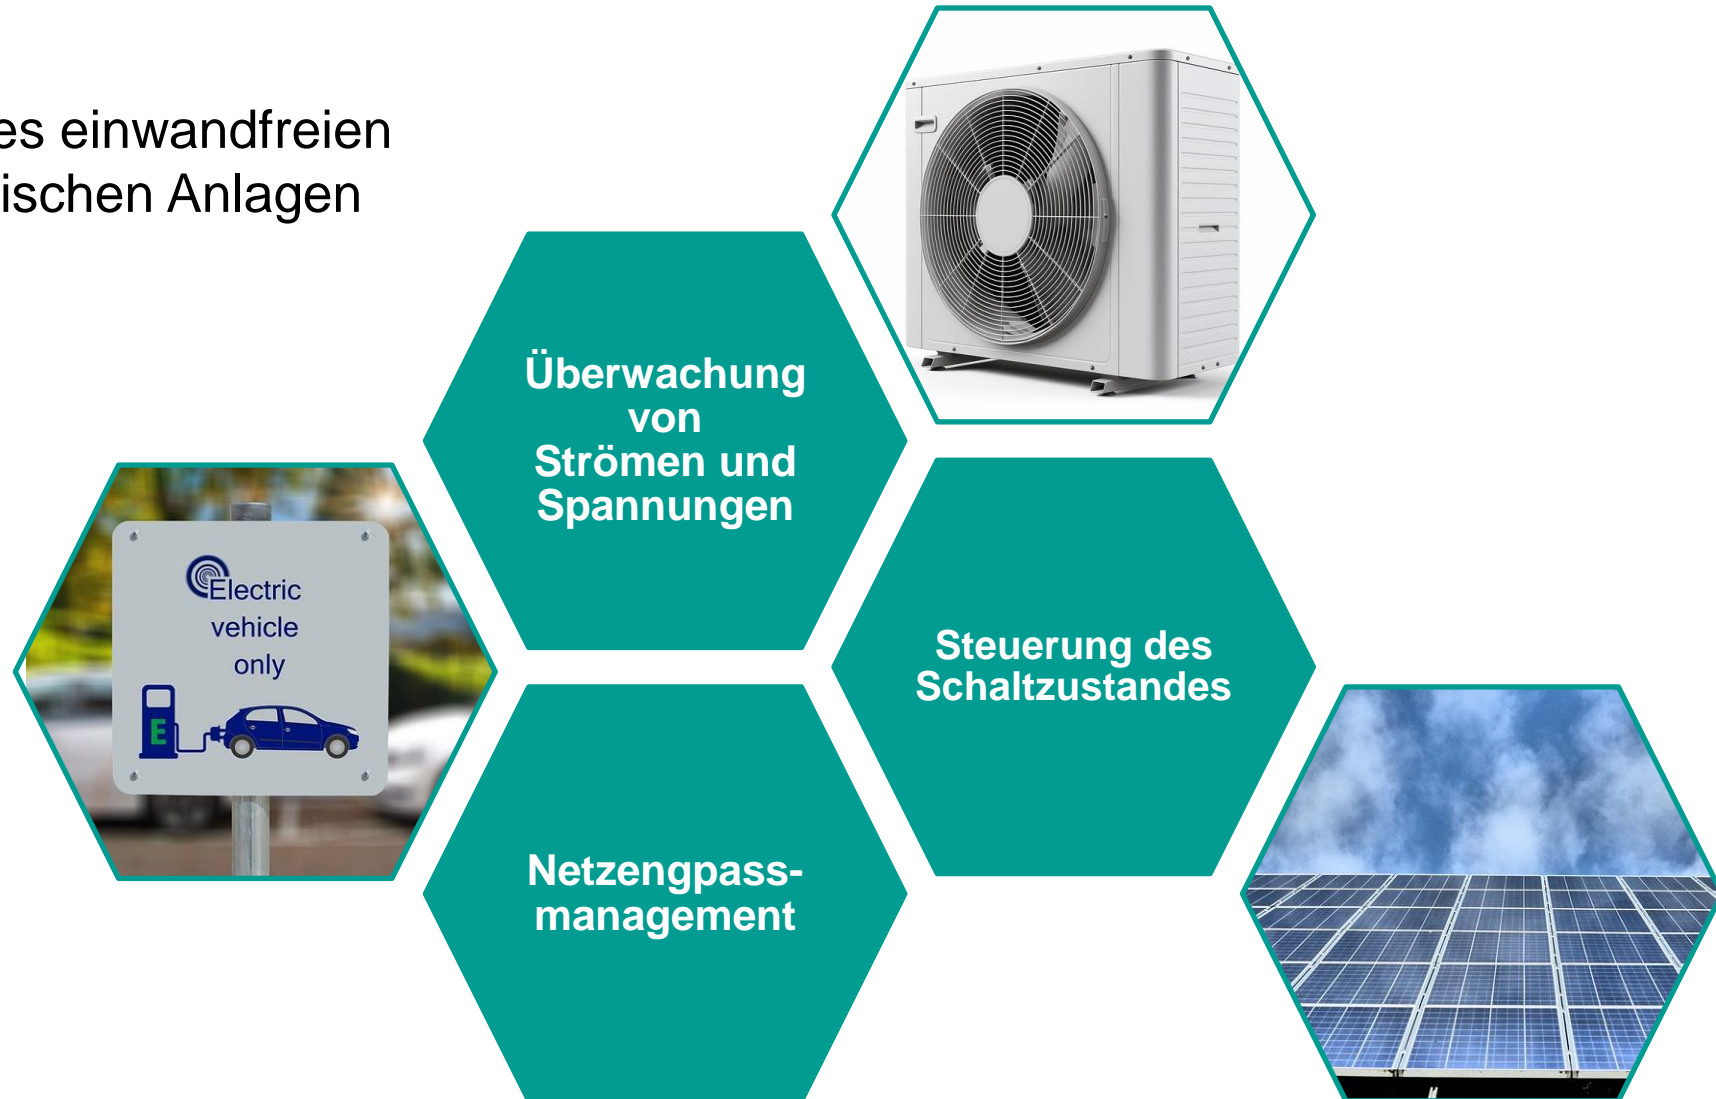 es einwandfreien
ischen Anlagen
Überwachung
von
Strömen und
Spannungen
Electric
vehicle
only
E
Steuerung des
Schaltzustandes
Netzengpass-
management